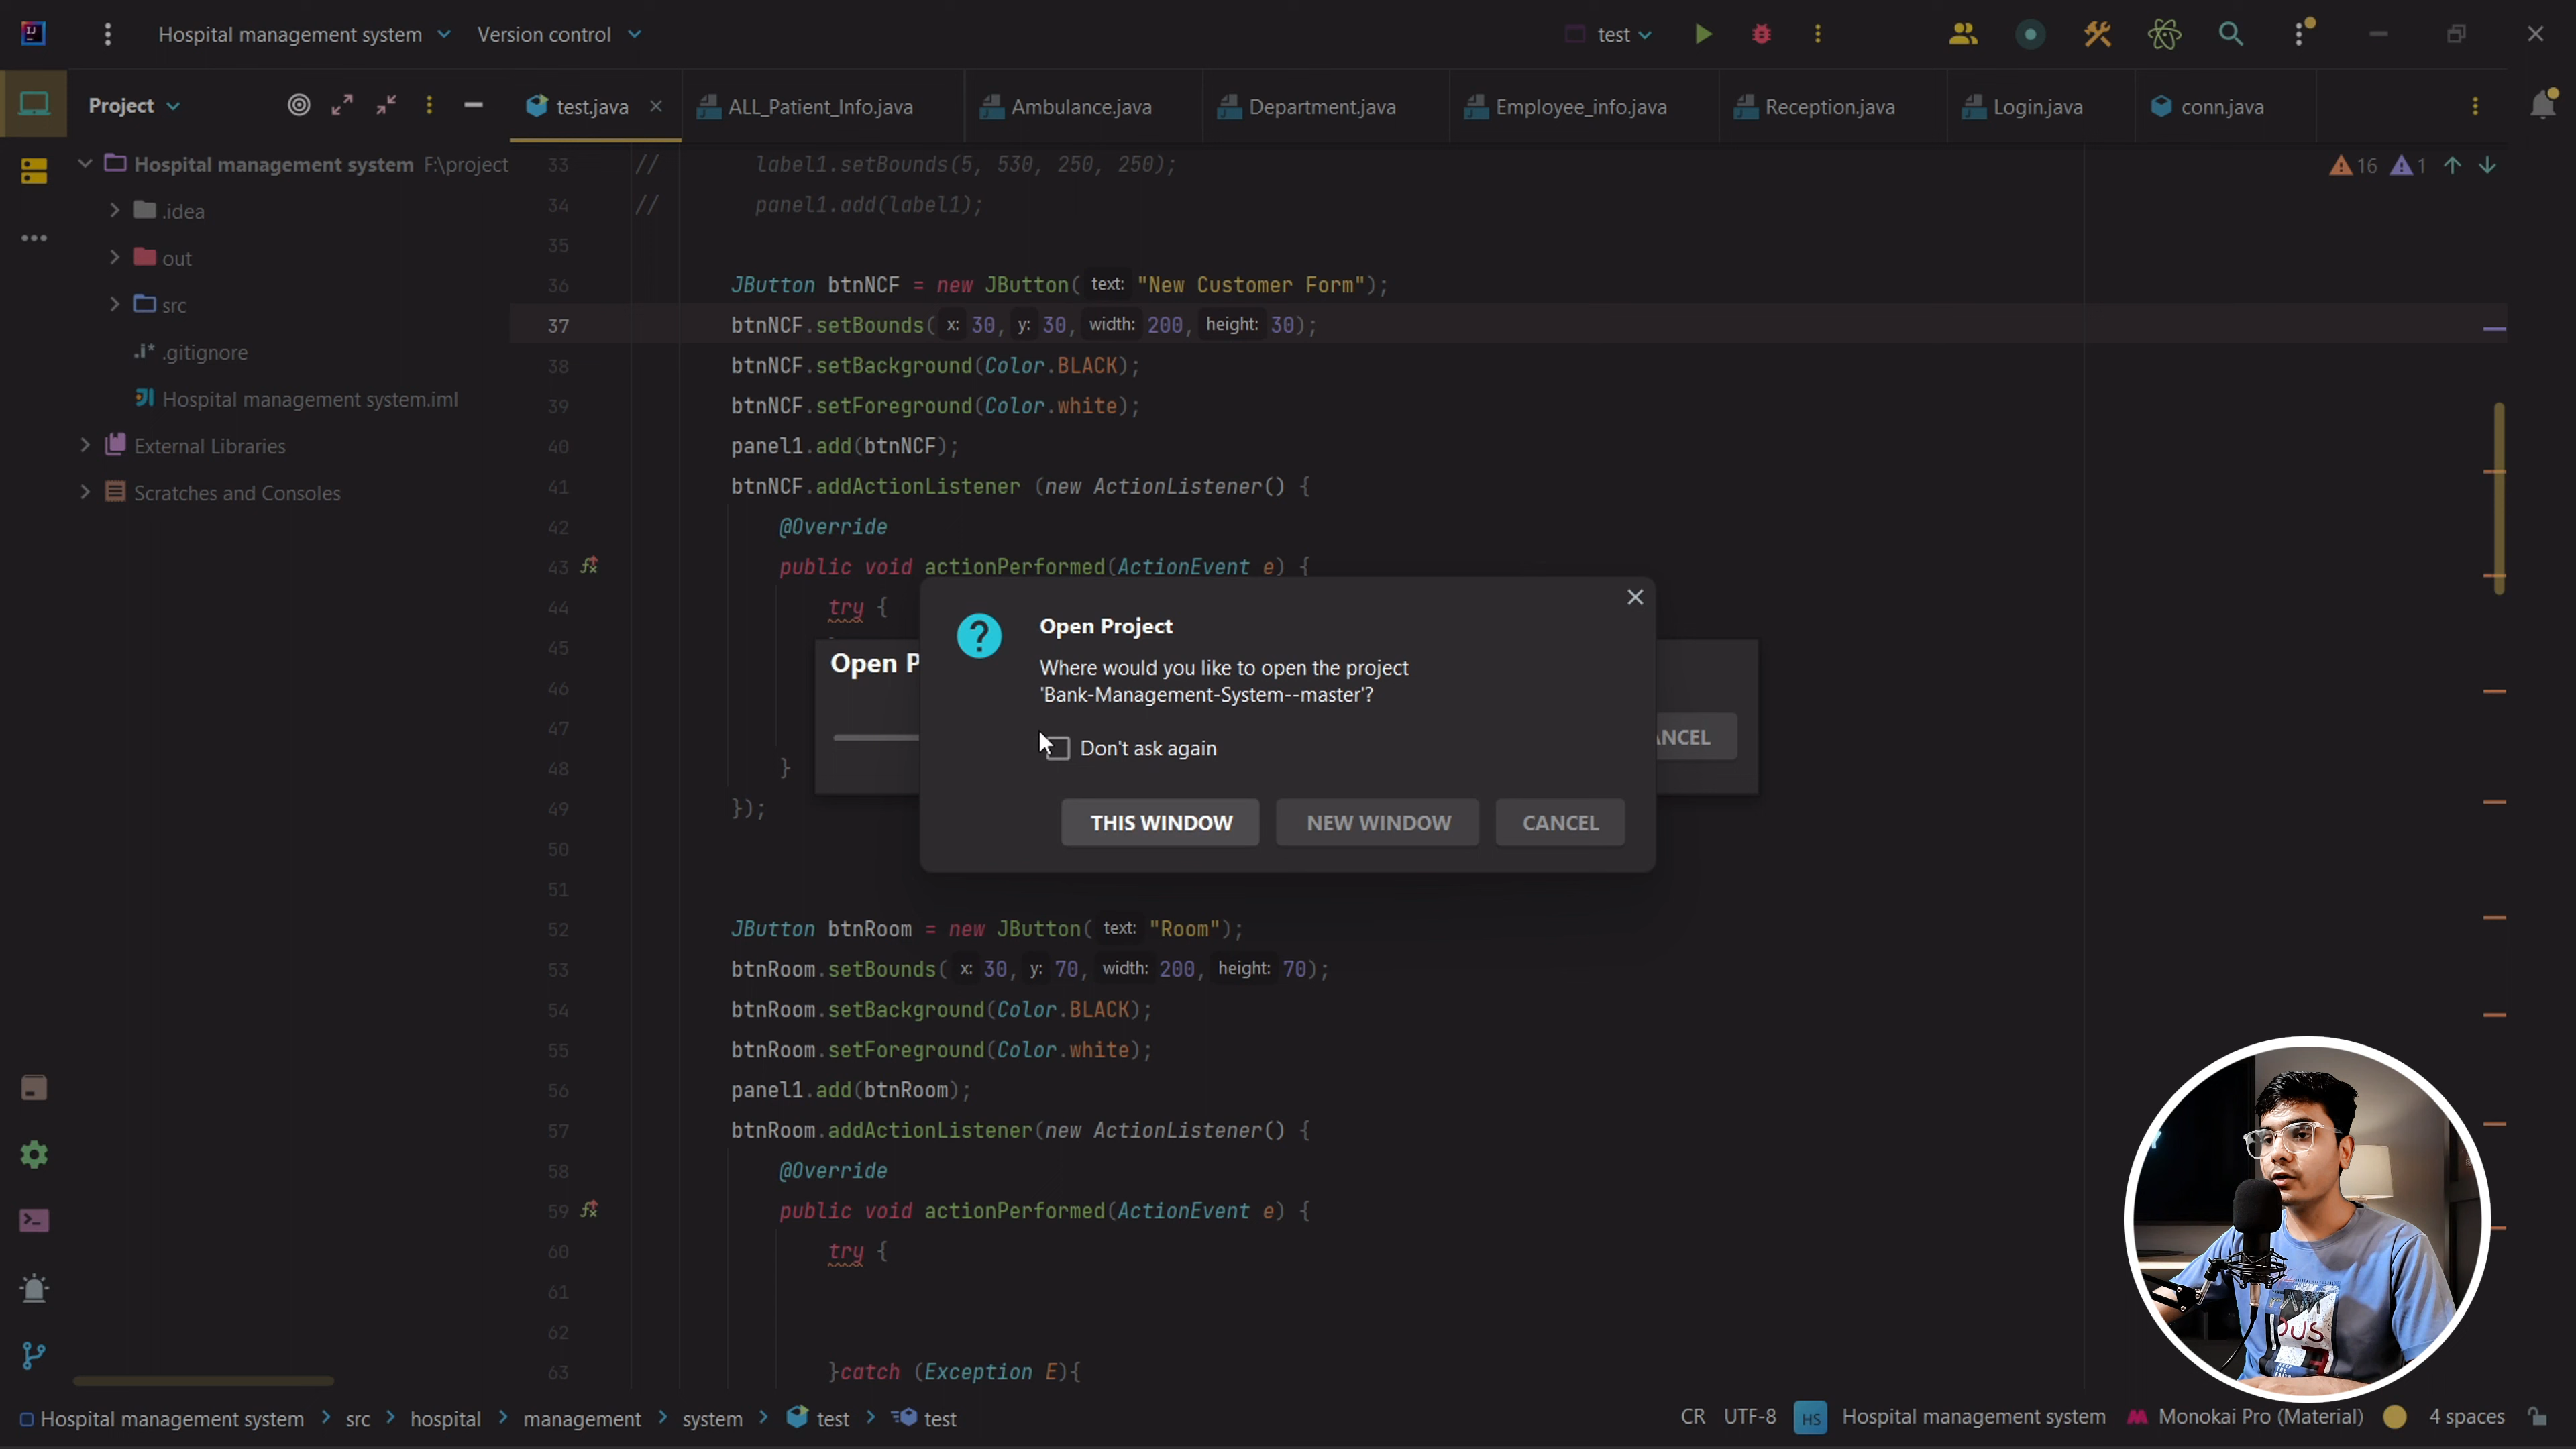 Hospital management system
Version control
test
Project
test.java
ALL_Patient_Info.java
Ambulance.java
Department.java
Employee_info.java
Reception.java
Login.java
conn.java
Hospital management system F:\project
.idea
out
src
.gitignore
Hospital management system.iml
External Libraries
Scratches and Consoles
16 1
33 // label1.setBounds(5, 530, 250, 250);
34 // panel1.add(label1);
35
36 JButton btnNCF = new JButton( text: "New Customer Form");
37 btnNCF.setBounds( x: 30, y: 30, width: 200, height: 30);
38 btnNCF.setBackground(Color.BLACK);
39 btnNCF.setForeground(Color.white);
40 panel1.add(btnNCF);
41 btnNCF.addActionListener (new ActionListener() {
42 @Override
43 public void actionPerformed(ActionEvent e) {
44 try {
45
46
47
48 }
49 });
50
51
52 JButton btnRoom = new JButton( text: "Room");
53 btnRoom.setBounds( x: 30, y: 70, width: 200, height: 70);
54 btnRoom.setBackground(Color.BLACK);
55 btnRoom.setForeground(Color.white);
56 panel1.add(btnRoom);
57 btnRoom.addActionListener(new ActionListener() {
58 @Override
59 public void actionPerformed(ActionEvent e) {
60 try {
61
62
63 }catch (Exception E){
Open Project
Where would you like to open the project
'Bank-Management-System--master'?
Don't ask again
THIS WINDOW
NEW WINDOW
CANCEL
Open P
ANCEL
Hospital management system > src > hospital > management > system > test > test
CR
UTF-8
HS
Hospital management system
Monokai Pro (Material)
4 spaces